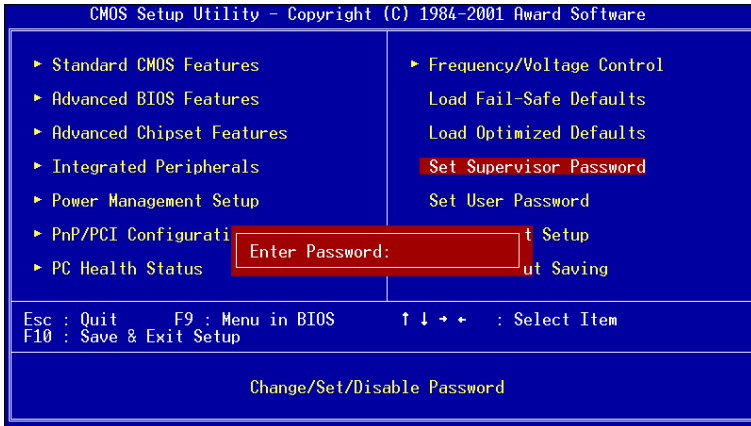 CMOS Setup Utility - Copyright (C) 1984-2001 Award Software
► Standard CMOS Features
► Advanced BIOS Features
► Advanced Chipset Features
► Integrated Peripherals
► Power Management Setup
► PnP/PCI Configurati
► PC Health Status
► Frequency/Voltage Control
Load Fail-Safe Defaults
Load Optimized Defaults
Set Supervisor Password
Set User Password
t Setup
ut Saving
Enter Password:
Esc : Quit F9 : Menu in BIOS ↑ ↓ → ← : Select Item
F10 : Save & Exit Setup
Change/Set/Disable Password